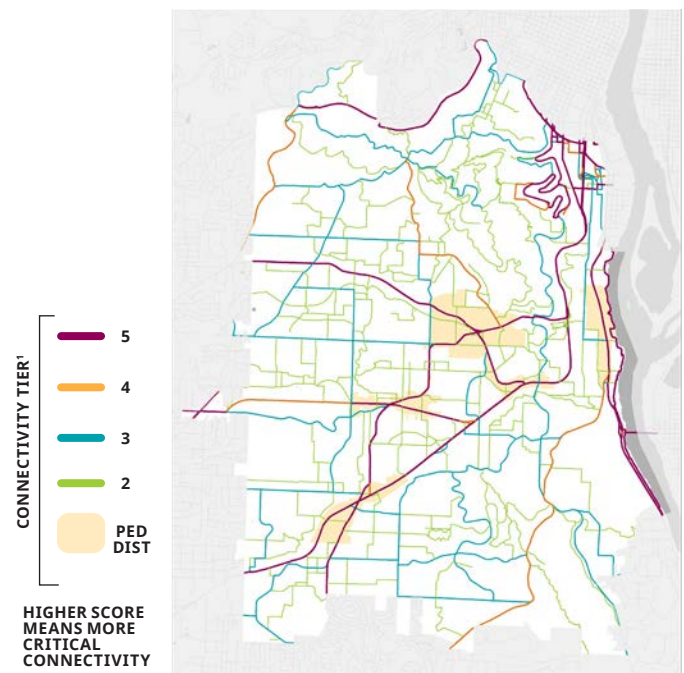 CONNECTIVITY TIER¹
5
4
3
2
PED
DIST
HIGHER SCORE
MEANS MORE
CRITICAL
CONNECTIVITY